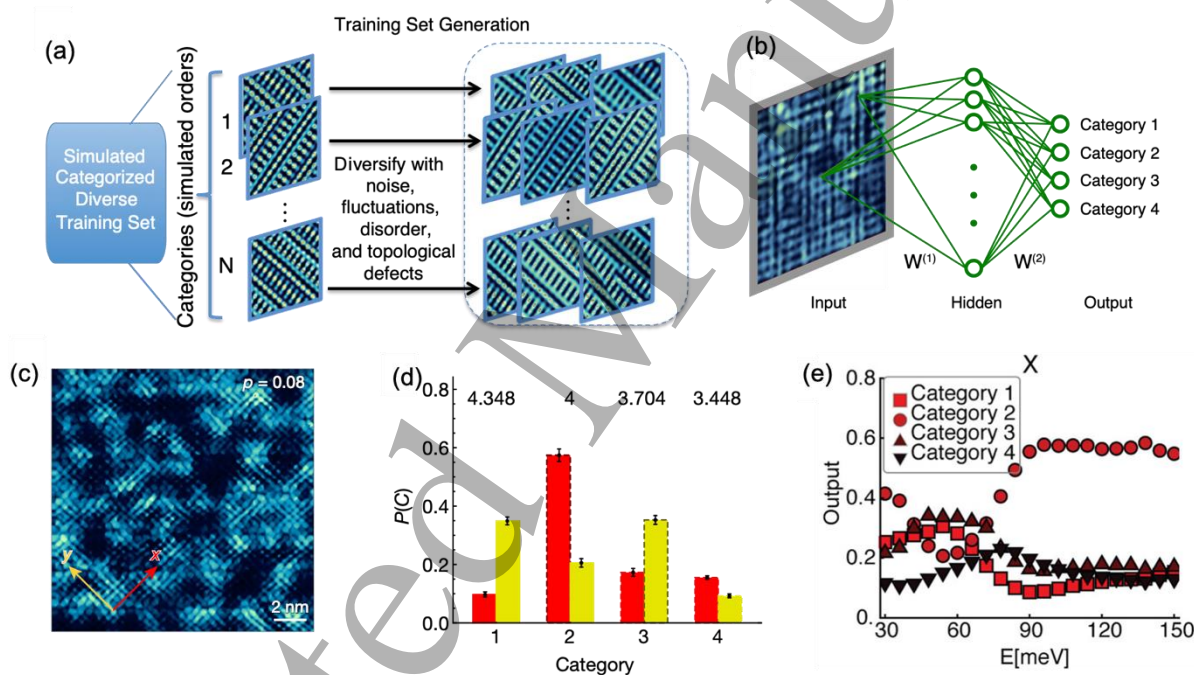 Training Set Generation
(a)
Simulated
Categorized
Diverse
Training Set
Categories (simulated orders)
1
2
N
Diversify with
noise,
fluctuations,
disorder,
and topological
defects
(b)
Category 1
Category 2
Category 3
Category 4
W(1)
W(2)
Input
Hidden
Output
(c)
p = 0.08
y
x
2 nm
(d)
0.8
0.6
0.4
0.2
0.0
P(C)
4.348
4
3.704
3.448
1
2
3
4
Category
(e)
X
Category 1
Category 2
Category 3
Category 4
0.8
0.6
0.4
0.2
0.
Output
30
60
90
120
150
E[meV]
ted Manu